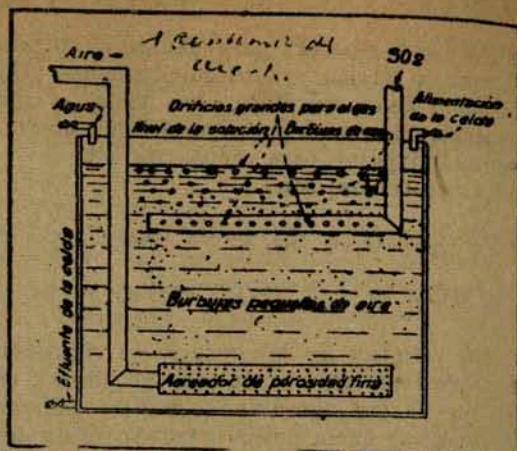 Aire
SO2
Agua
Alimentación
de la celda
Orificios grandes para el gas
Nivel de la solución Burbujas de
Efluente de la celda
Burbujas pequeñas de aire
Aereador de porosidad fina